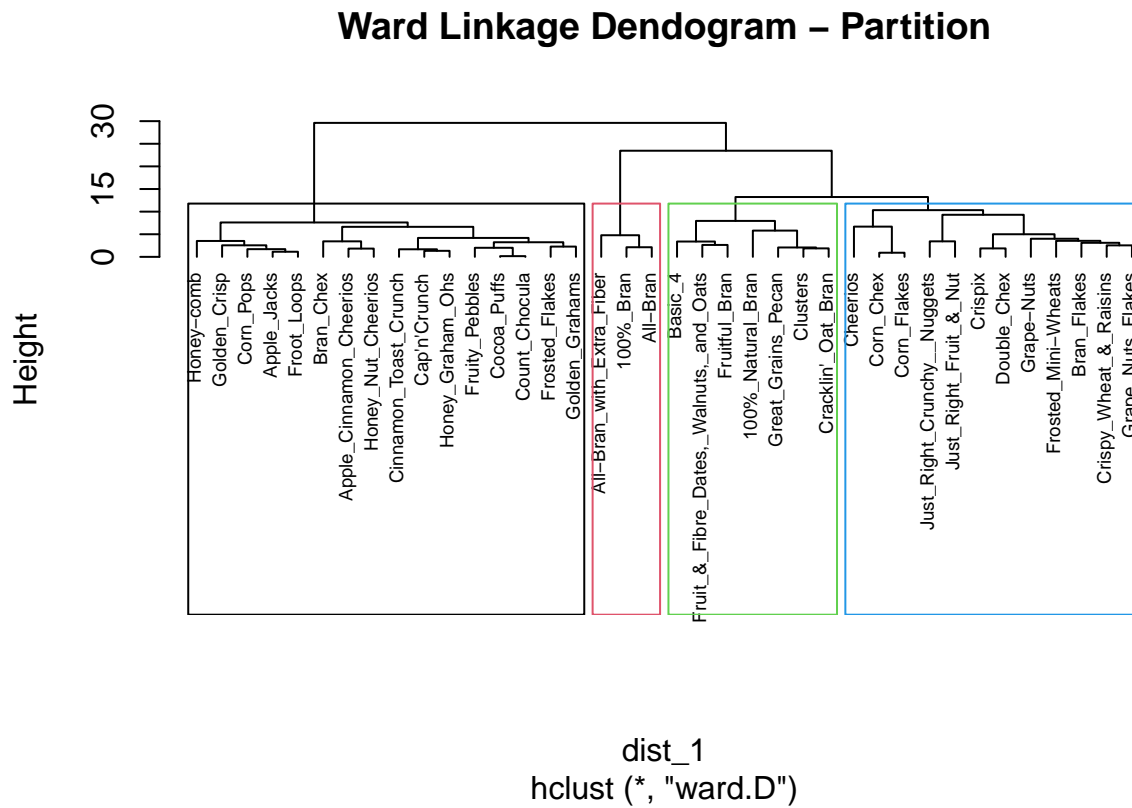 Ward Linkage Dendogram – Partition
Height
30
15
0
Honey−comb
Golden_Crisp
Corn_Pops
Apple_Jacks
Froot_Loops
Bran_Chex
Apple_Cinnamon_Cheerios
Honey_Nut_Cheerios
Cinnamon_Toast_Crunch
Cap'n'Crunch
Honey_Graham_Ohs
Fruity_Pebbles
Cocoa_Puffs
Count_Chocula
Frosted_Flakes
Golden_Grahams
All−Bran_with_Extra_Fiber
100%_Bran
All−Bran
Basic_4
Fruit_&_Fibre_Dates,_Walnuts,_and_Oats
Fruitful_Bran
100%_Natural_Bran
Great_Grains_Pecan
Clusters
Cracklin'_Oat_Bran
Cheerios
Corn_Chex
Corn_Flakes
Just_Right_Crunchy__Nuggets
Just_Right_Fruit_&_Nut
Crispix
Double_Chex
Grape−Nuts
Frosted_Mini−Wheats
Bran_Flakes
Crispy_Wheat_&_Raisins
Grape_Nuts_Flakes
dist_1
hclust (*, "ward.D")